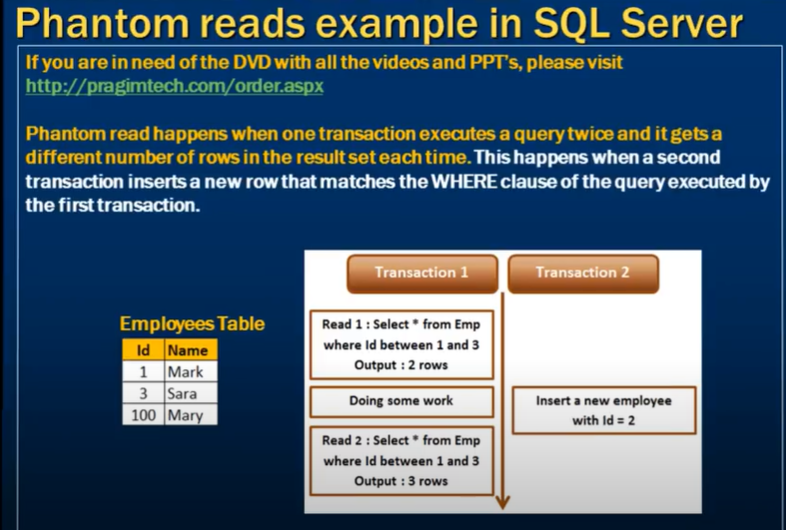 Phantom reads example in SQL Server
If you are in need of the DVD with all the videos and PPT's, please visit
http://pragimtech.com/order.aspx
Phantom read happens when one transaction executes a query twice and it gets a
different number of rows in the result set each time. This happens when a second
transaction inserts a new row that matches the WHERE clause of the query executed by
the first transaction.
Employees Table
Id Name
1 Mark
3 Sara
100 Mary
Transaction 1
Transaction 2
Read 1 : Select * from Emp
where Id between 1 and 3
Output : 2 rows
Doing some work
Insert a new employee
with Id = 2
Read 2 : Select * from Emp
where Id between 1 and 3
Output : 3 rows